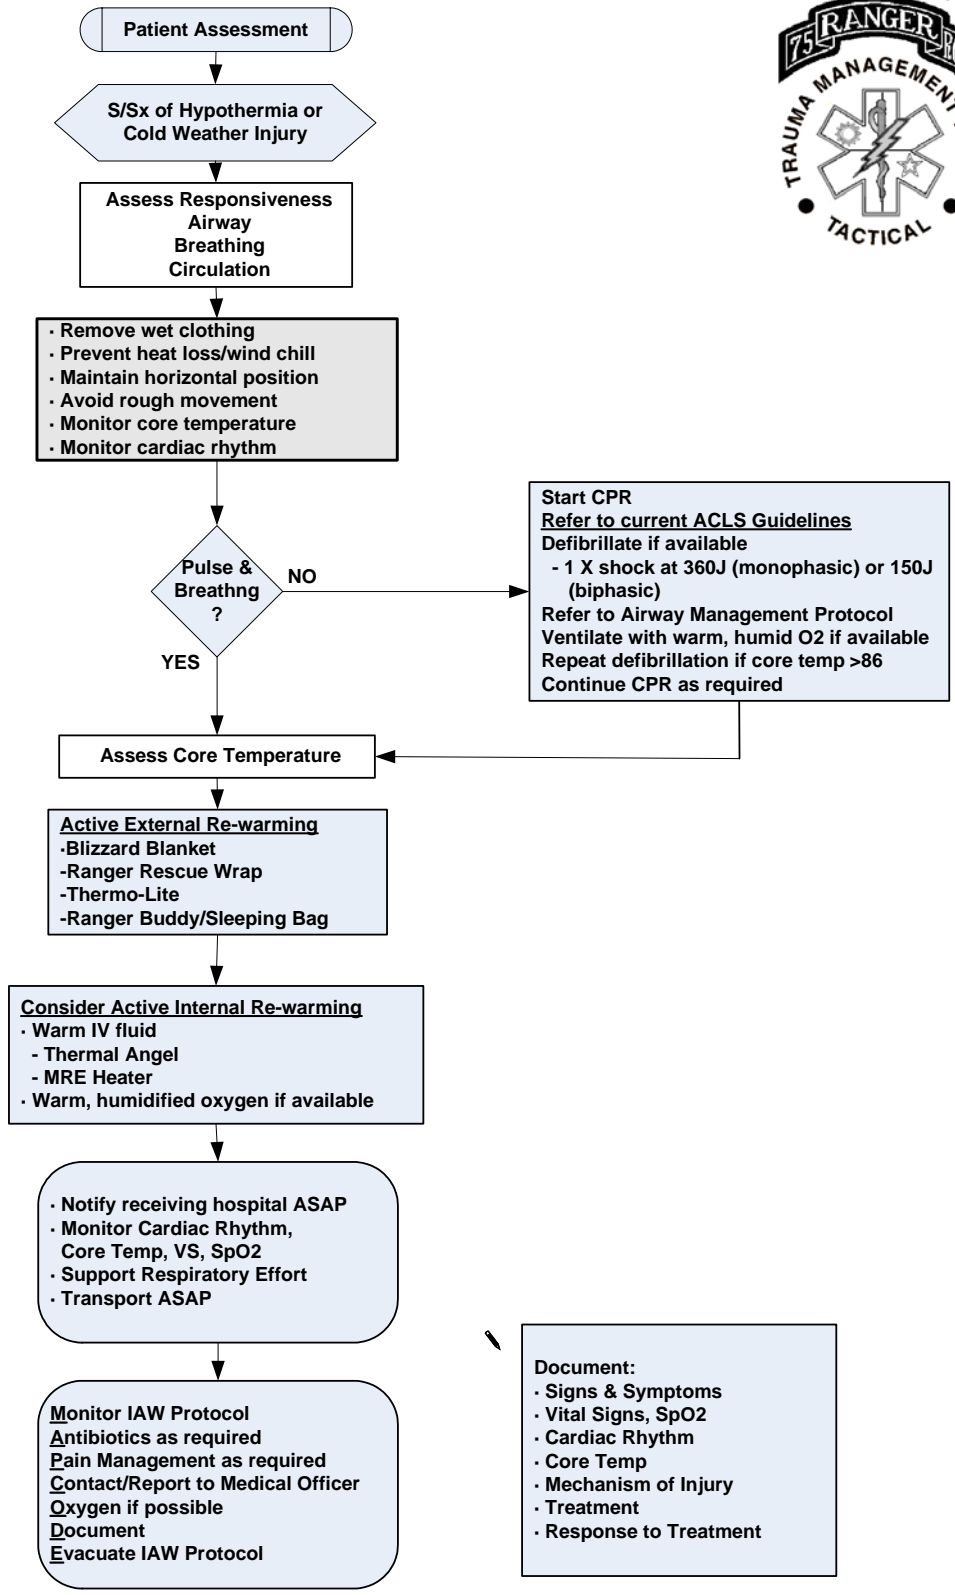 Patient Assessment
75 RANGER R
TRAUMA MANAGEMENT
TACTICAL
S/Sx of Hypothermia or
Cold Weather Injury
Assess Responsiveness
Airway
Breathing
Circulation
· Remove wet clothing
· Prevent heat loss/wind chill
· Maintain horizontal position
· Avoid rough movement
· Monitor core temperature
· Monitor cardiac rhythm
Pulse &
Breathng
?
NO
YES
Start CPR
Refer to current ACLS Guidelines
Defibrillate if available
- 1 X shock at 360J (monophasic) or 150J
(biphasic)
Refer to Airway Management Protocol
Ventilate with warm, humid O2 if available
Repeat defibrillation if core temp >86
Continue CPR as required
Assess Core Temperature
Active External Re-warming
·Blizzard Blanket
-Ranger Rescue Wrap
-Thermo-Lite
-Ranger Buddy/Sleeping Bag
Consider Active Internal Re-warming
· Warm IV fluid
- Thermal Angel
- MRE Heater
· Warm, humidified oxygen if available
· Notify receiving hospital ASAP
· Monitor Cardiac Rhythm,
Core Temp, VS, SpO2
· Support Respiratory Effort
· Transport ASAP
Monitor IAW Protocol
Antibiotics as required
Pain Management as required
Contact/Report to Medical Officer
Oxygen if possible
Document
Evacuate IAW Protocol
Document:
· Signs & Symptoms
· Vital Signs, SpO2
· Cardiac Rhythm
· Core Temp
· Mechanism of Injury
· Treatment
· Response to Treatment